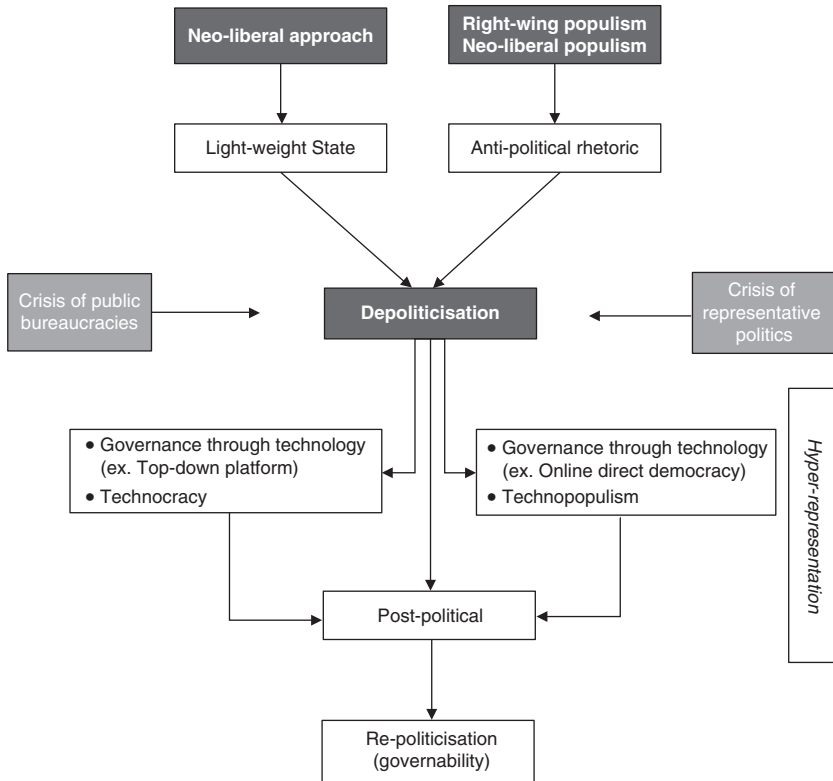 Neo-liberal approach
Right-wing populism
Neo-liberal populism
Light-weight State
Anti-political rhetoric
Crisis of public
bureaucracies
Depoliticisation
Crisis of
representative
politics
● Governance through technology
(ex. Top-down platform)
● Technocracy
● Governance through technology
(ex. Online direct democracy)
● Technopopulism
Hyper-representation
Post-political
Re-politicisation
(governability)